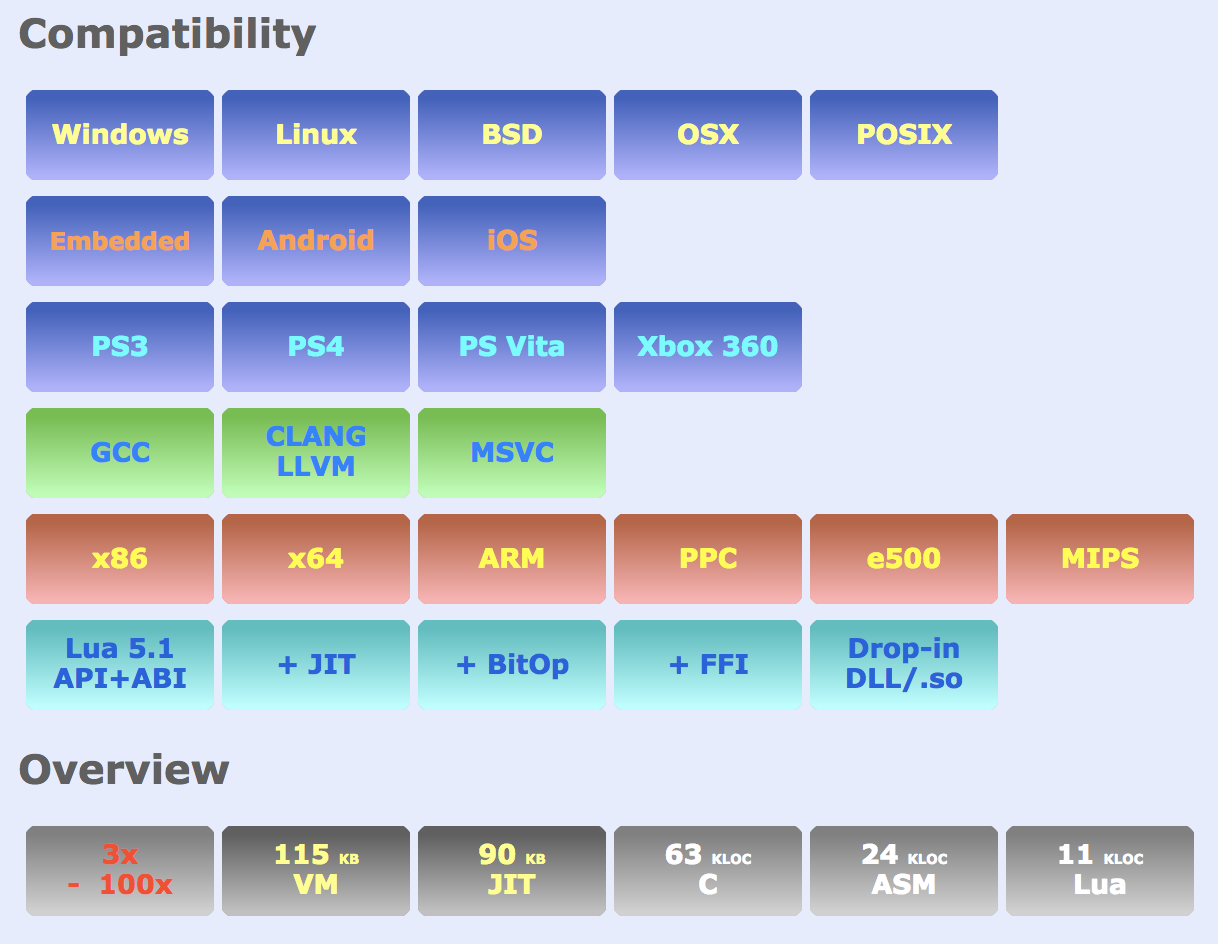 Compatibility
Windows Linux BSD OSX POSIX
Embedded Android iOS
PS3 PS4 PS Vita Xbox 360
GCC CLANG LLVM MSVC
x86 x64 ARM PPC e500 MIPS
Lua 5.1 API+ABI + JIT + BitOp + FFI Drop-in DLL/.so
Overview
3x - 100x 115 KB VM 90 KB JIT 63 KLOC C 24 KLOC ASM 11 KLOC Lua